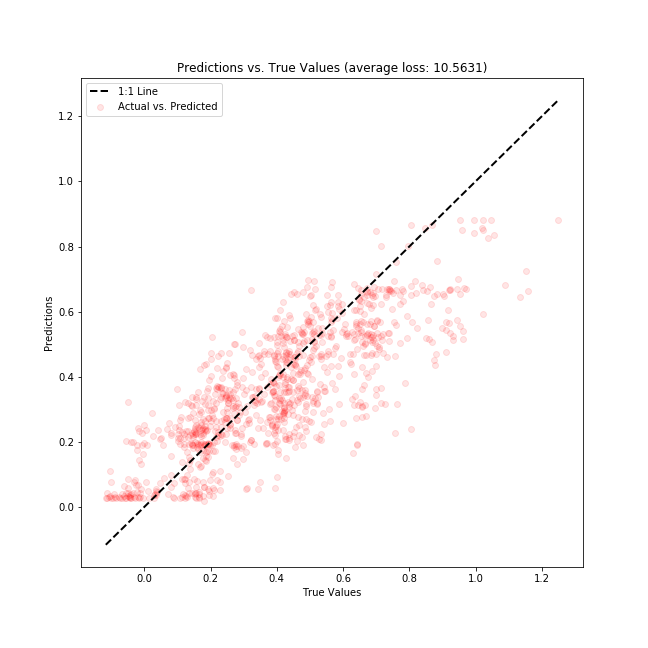 Predictions vs. True Values (average loss: 10.5631)
1:1 Line
Actual vs. Predicted
1.2
1.0
0.8
0.6
0.4
0.2
0.0
Predictions
0.0 0.2 0.4 0.6 0.8 1.0 1.2
True Values